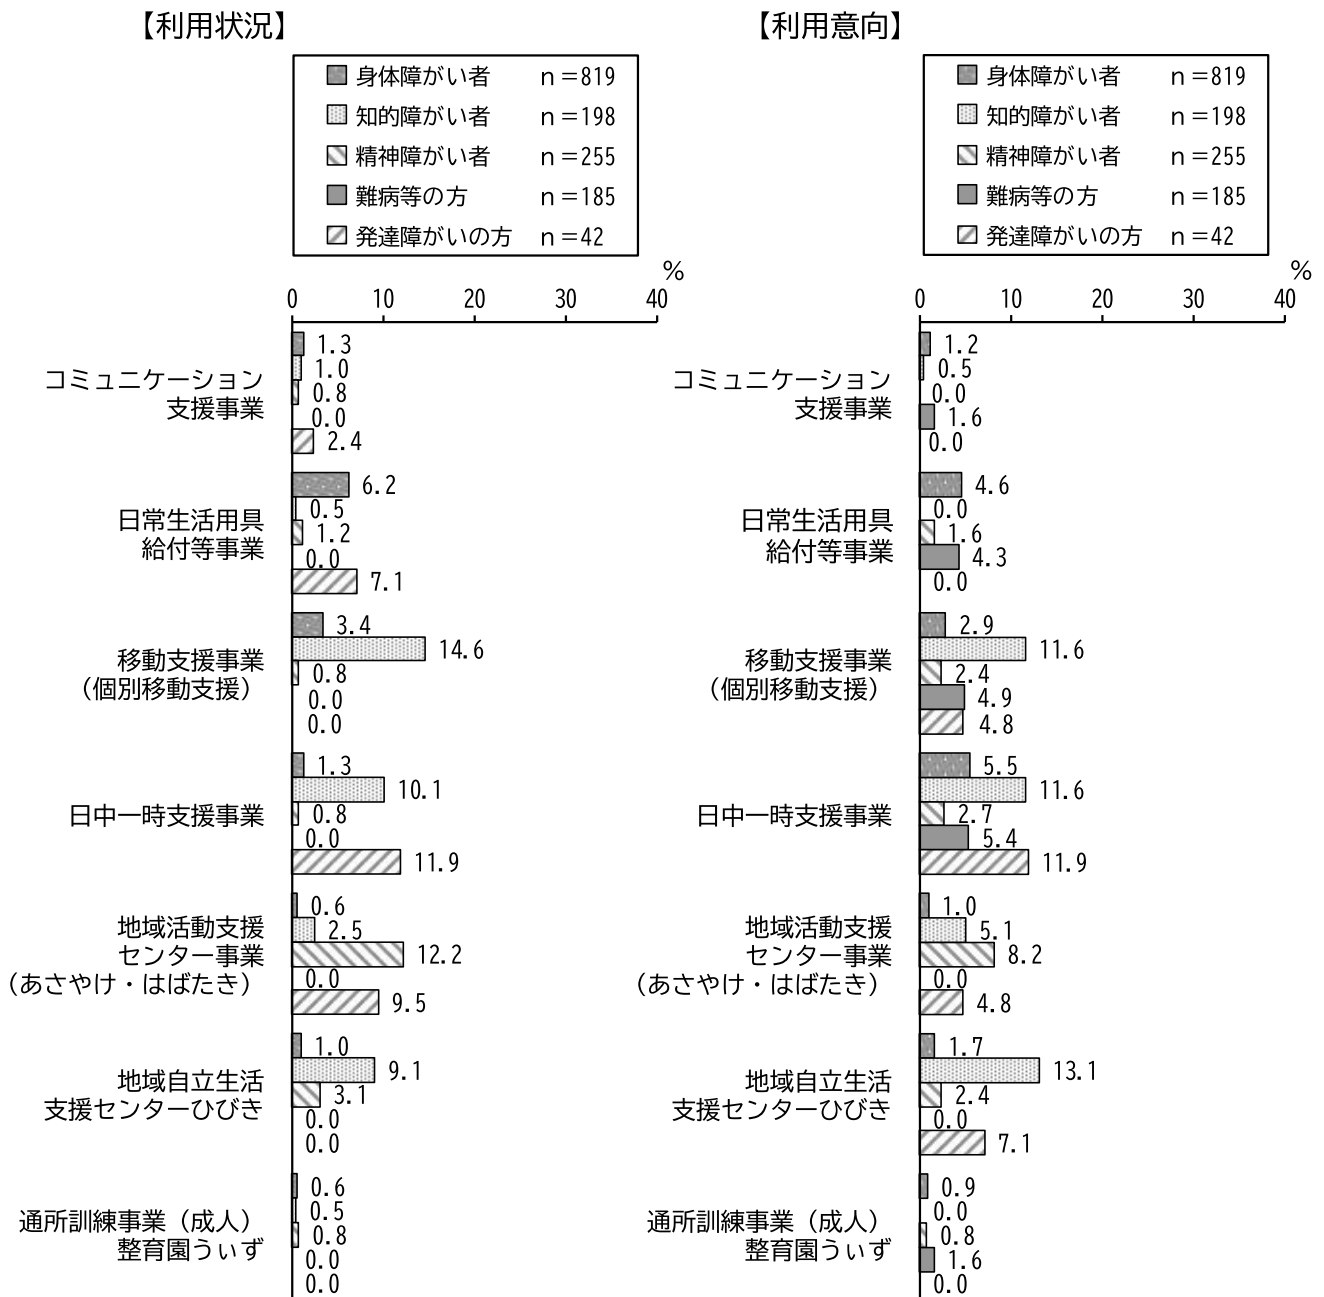 【利用状況】
身体障がい者 n=819
知的障がい者 n=198
精神障がい者 n=255
難病等の方 n=185
発達障がいの方 n=42
%
0 10 20 30 40
コミュニケーション
支援事業
1.3
1.0
0.8
0.0
2.4
日常生活用具
給付等事業
6.2
0.5
1.2
0.0
7.1
移動支援事業
(個別移動支援)
3.4
14.6
0.8
0.0
0.0
日中一時支援事業
1.3
10.1
0.8
0.0
11.9
地域活動支援
センター事業
(あさやけ・はばたき)
0.6
2.5
12.2
0.0
9.5
地域自立生活
支援センターひびき
1.0
9.1
3.1
0.0
0.0
通所訓練事業(成人)
整育園うぃず
0.6
0.5
0.8
0.0
0.0
【利用意向】
身体障がい者 n=819
知的障がい者 n=198
精神障がい者 n=255
難病等の方 n=185
発達障がいの方 n=42
%
0 10 20 30 40
コミュニケーション
支援事業
1.2
0.5
0.0
1.6
0.0
日常生活用具
給付等事業
4.6
0.0
1.6
4.3
0.0
移動支援事業
(個別移動支援)
2.9
11.6
2.4
4.9
4.8
日中一時支援事業
5.5
11.6
2.7
5.4
11.9
地域活動支援
センター事業
(あさやけ・はばたき)
1.0
5.1
8.2
0.0
4.8
地域自立生活
支援センターひびき
1.7
13.1
2.4
0.0
7.1
通所訓練事業(成人)
整育園うぃず
0.9
0.0
0.8
1.6
0.0